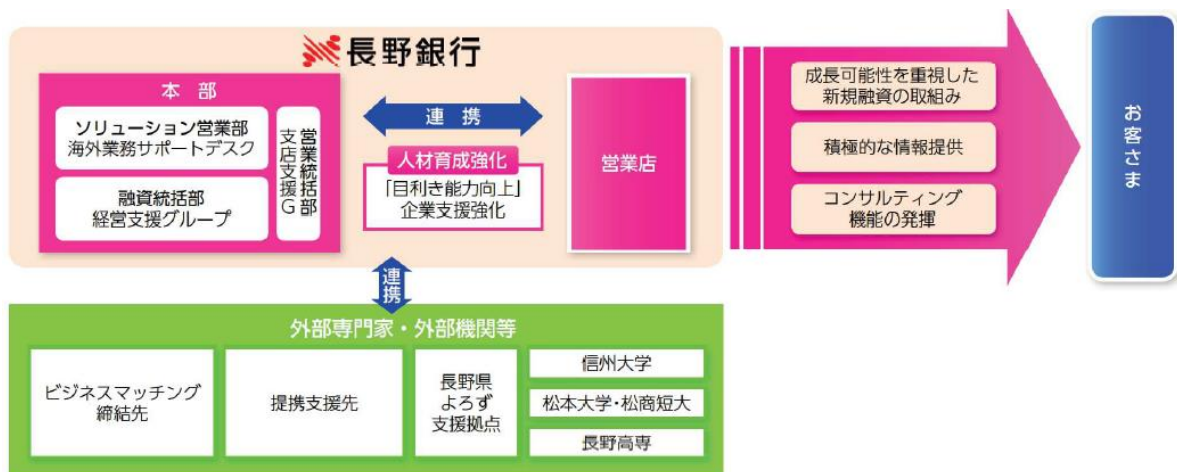 長野銀行
本部
ソリューション営業部
海外業務サポートデスク
融資統括部
経営支援グループ
営業統括部
支店支援G
連携
人材育成強化
「目利き能力向上」
企業支援強化
営業店
成長可能性を重視した
新規融資の取組み
積極的な情報提供
コンサルティング
機能の発揮
お客さま
連携
外部専門家・外部機関等
ビジネスマッチング
締結先
提携支援先
長野県
よろず
支援拠点
信州大学
松本大学・松商短大
長野高専